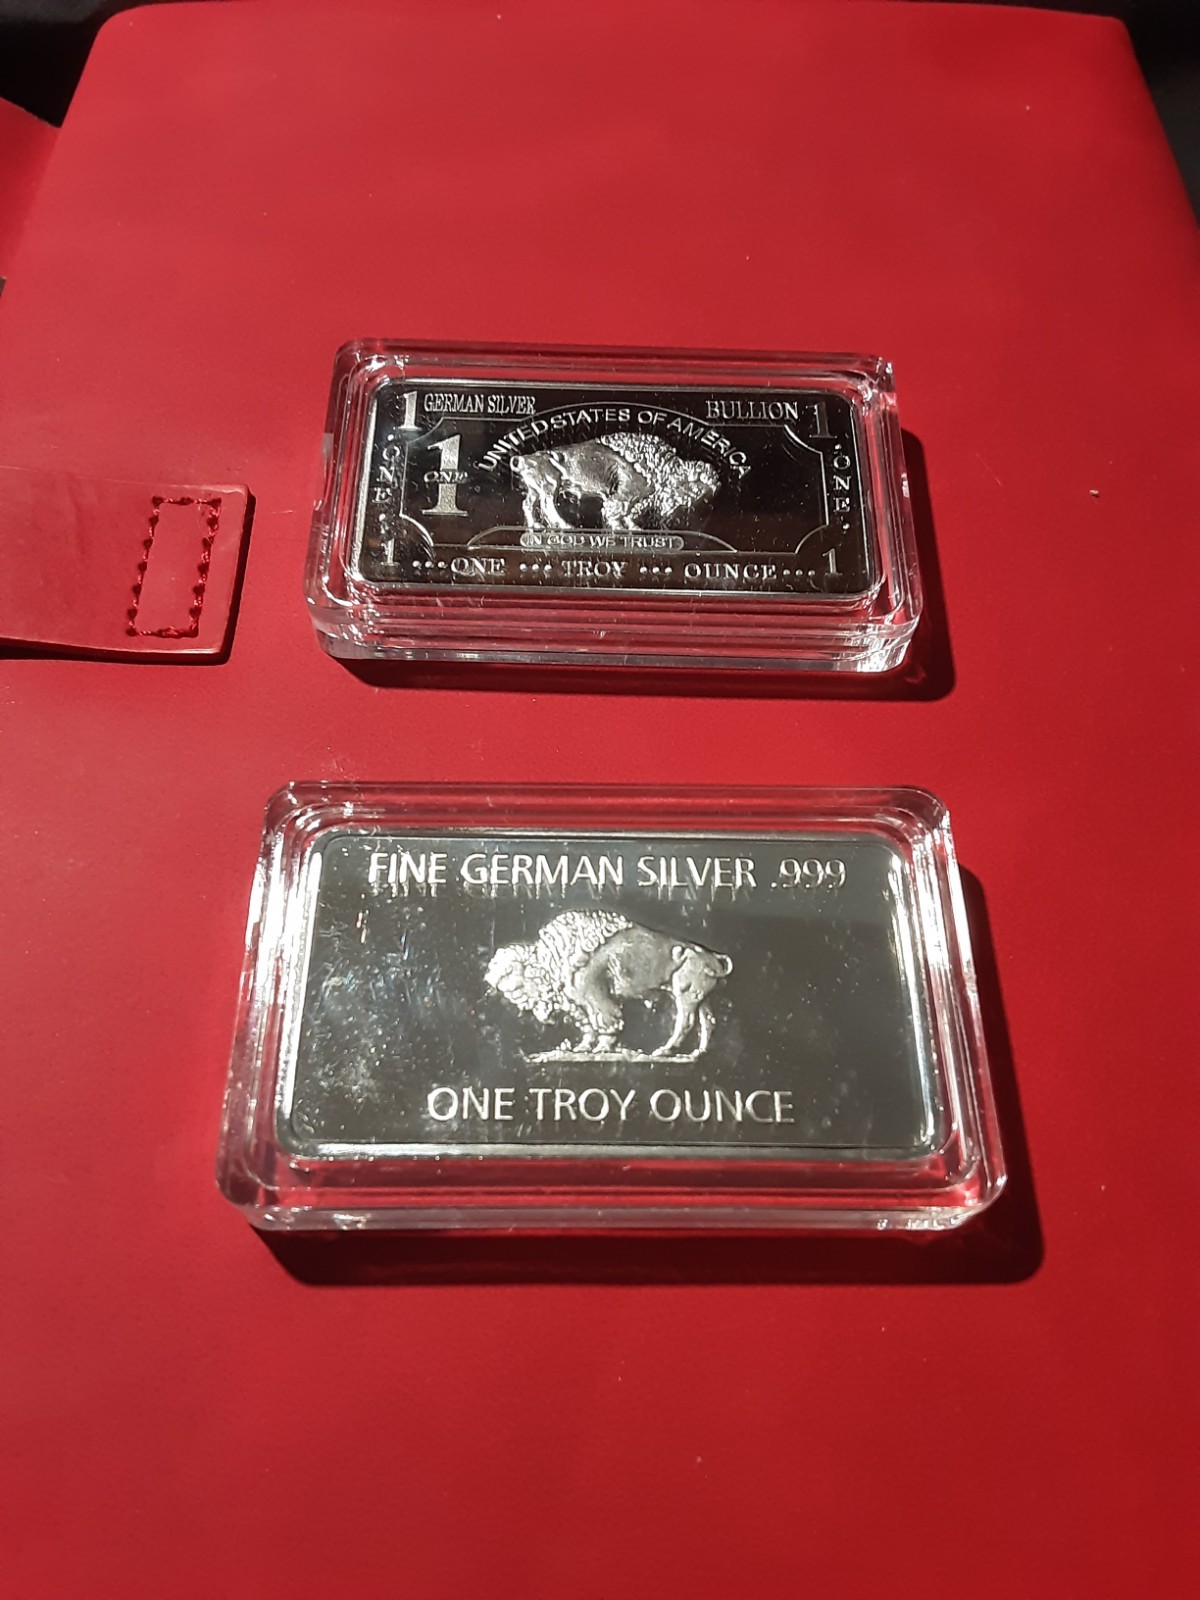 1 GERMAN SILVER BULLION 1
UNITED STATES OF AMERICA
ONE
1
ONE
ONE
IN GOD WE TRUST
1 ONE TROY OUNCE 1
FINE GERMAN SILVER .999
ONE TROY OUNCE